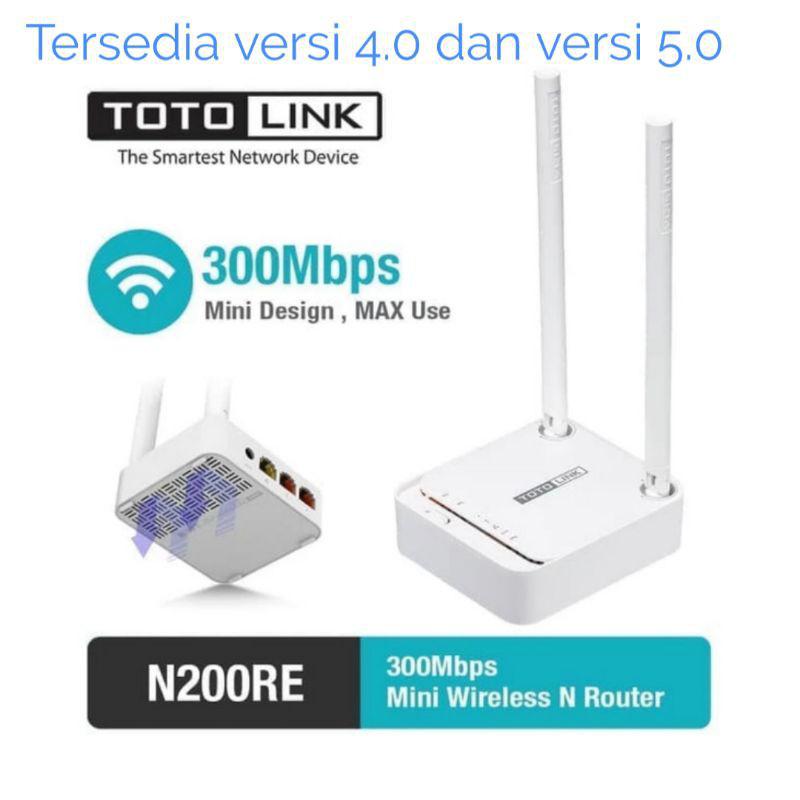 Tersedia versi 4.0 dan versi 5.0
TOTO LINK
The Smartest Network Device
300Mbps
Mini Design , MAX Use
TOTO LINK
N200RE
300Mbps
Mini Wireless N Router